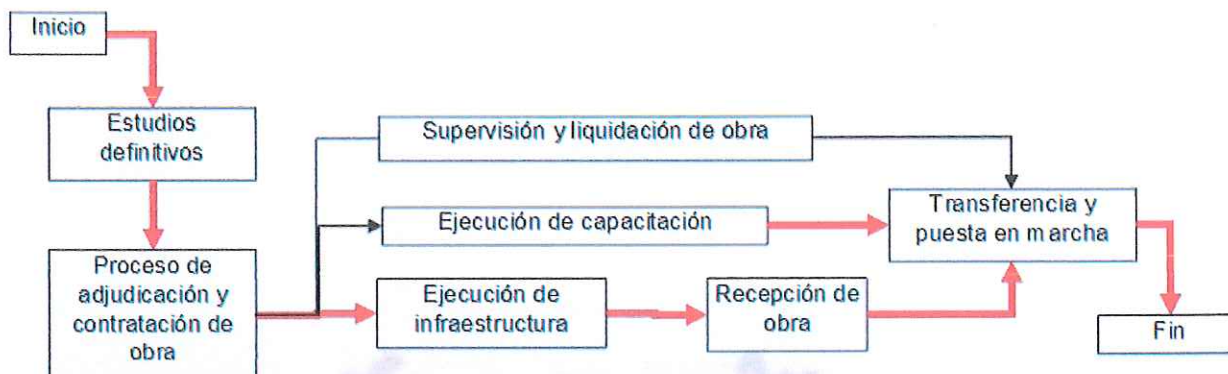 Inicio
Estudios
definitivos
Proceso de
adjudicación y
contratación de
obra
Supervisión y liquidación de obra
Ejecución de capacitación
Ejecución de
infraestructura
Recepción de
obra
Transferencia y
puesta en marcha
Fin